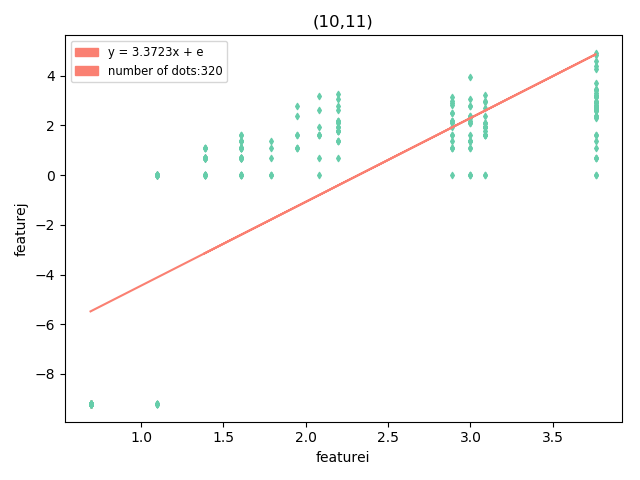 (10,11)
y = 3.3723x + e
number of dots:320
4
2
0
−2
−4
−6
−8
featurej
1.0 1.5 2.0 2.5 3.0 3.5
featurei